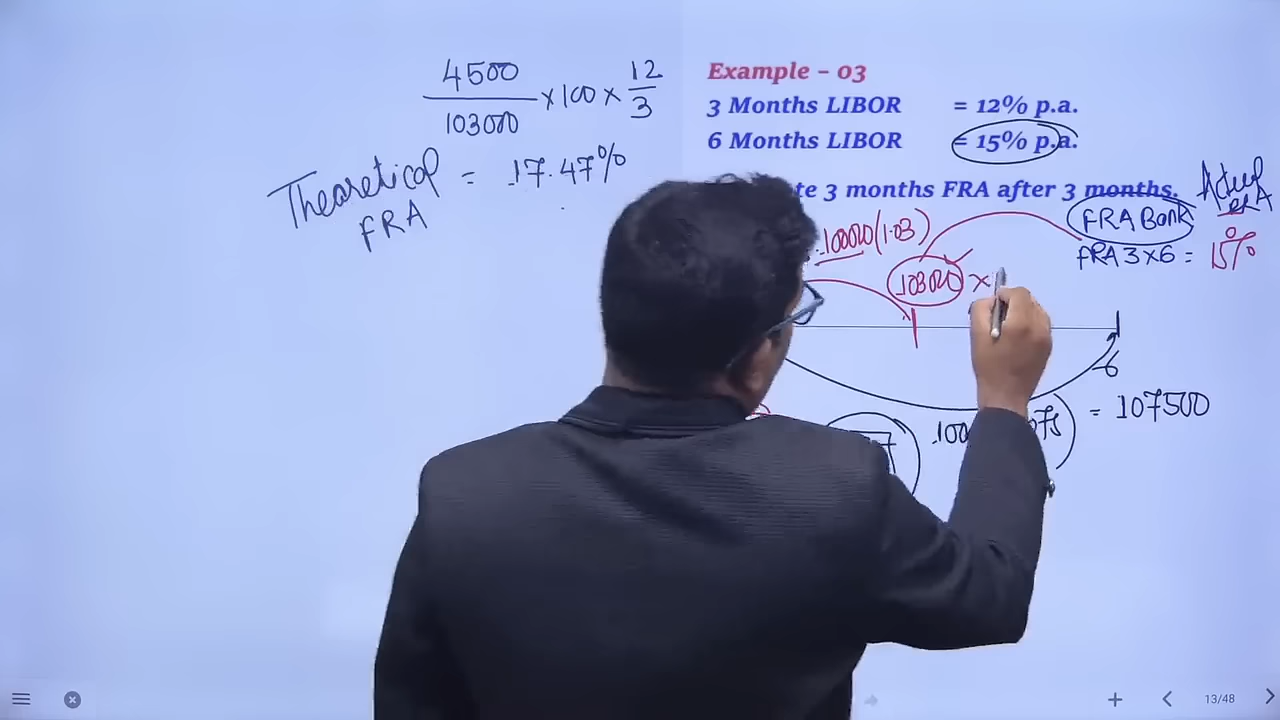 4500
103000
×100×
12
3
Theoretical FRA = 17.47%
Example – 03
3 Months LIBOR = 12% p.a.
6 Months LIBOR = 15% p.a.
te 3 months FRA after 3 months.
Actual FRA
FRA Bank
FRA 3×6 = 15%
100000(1.03)
103000 ×
6
= 107500
13/48